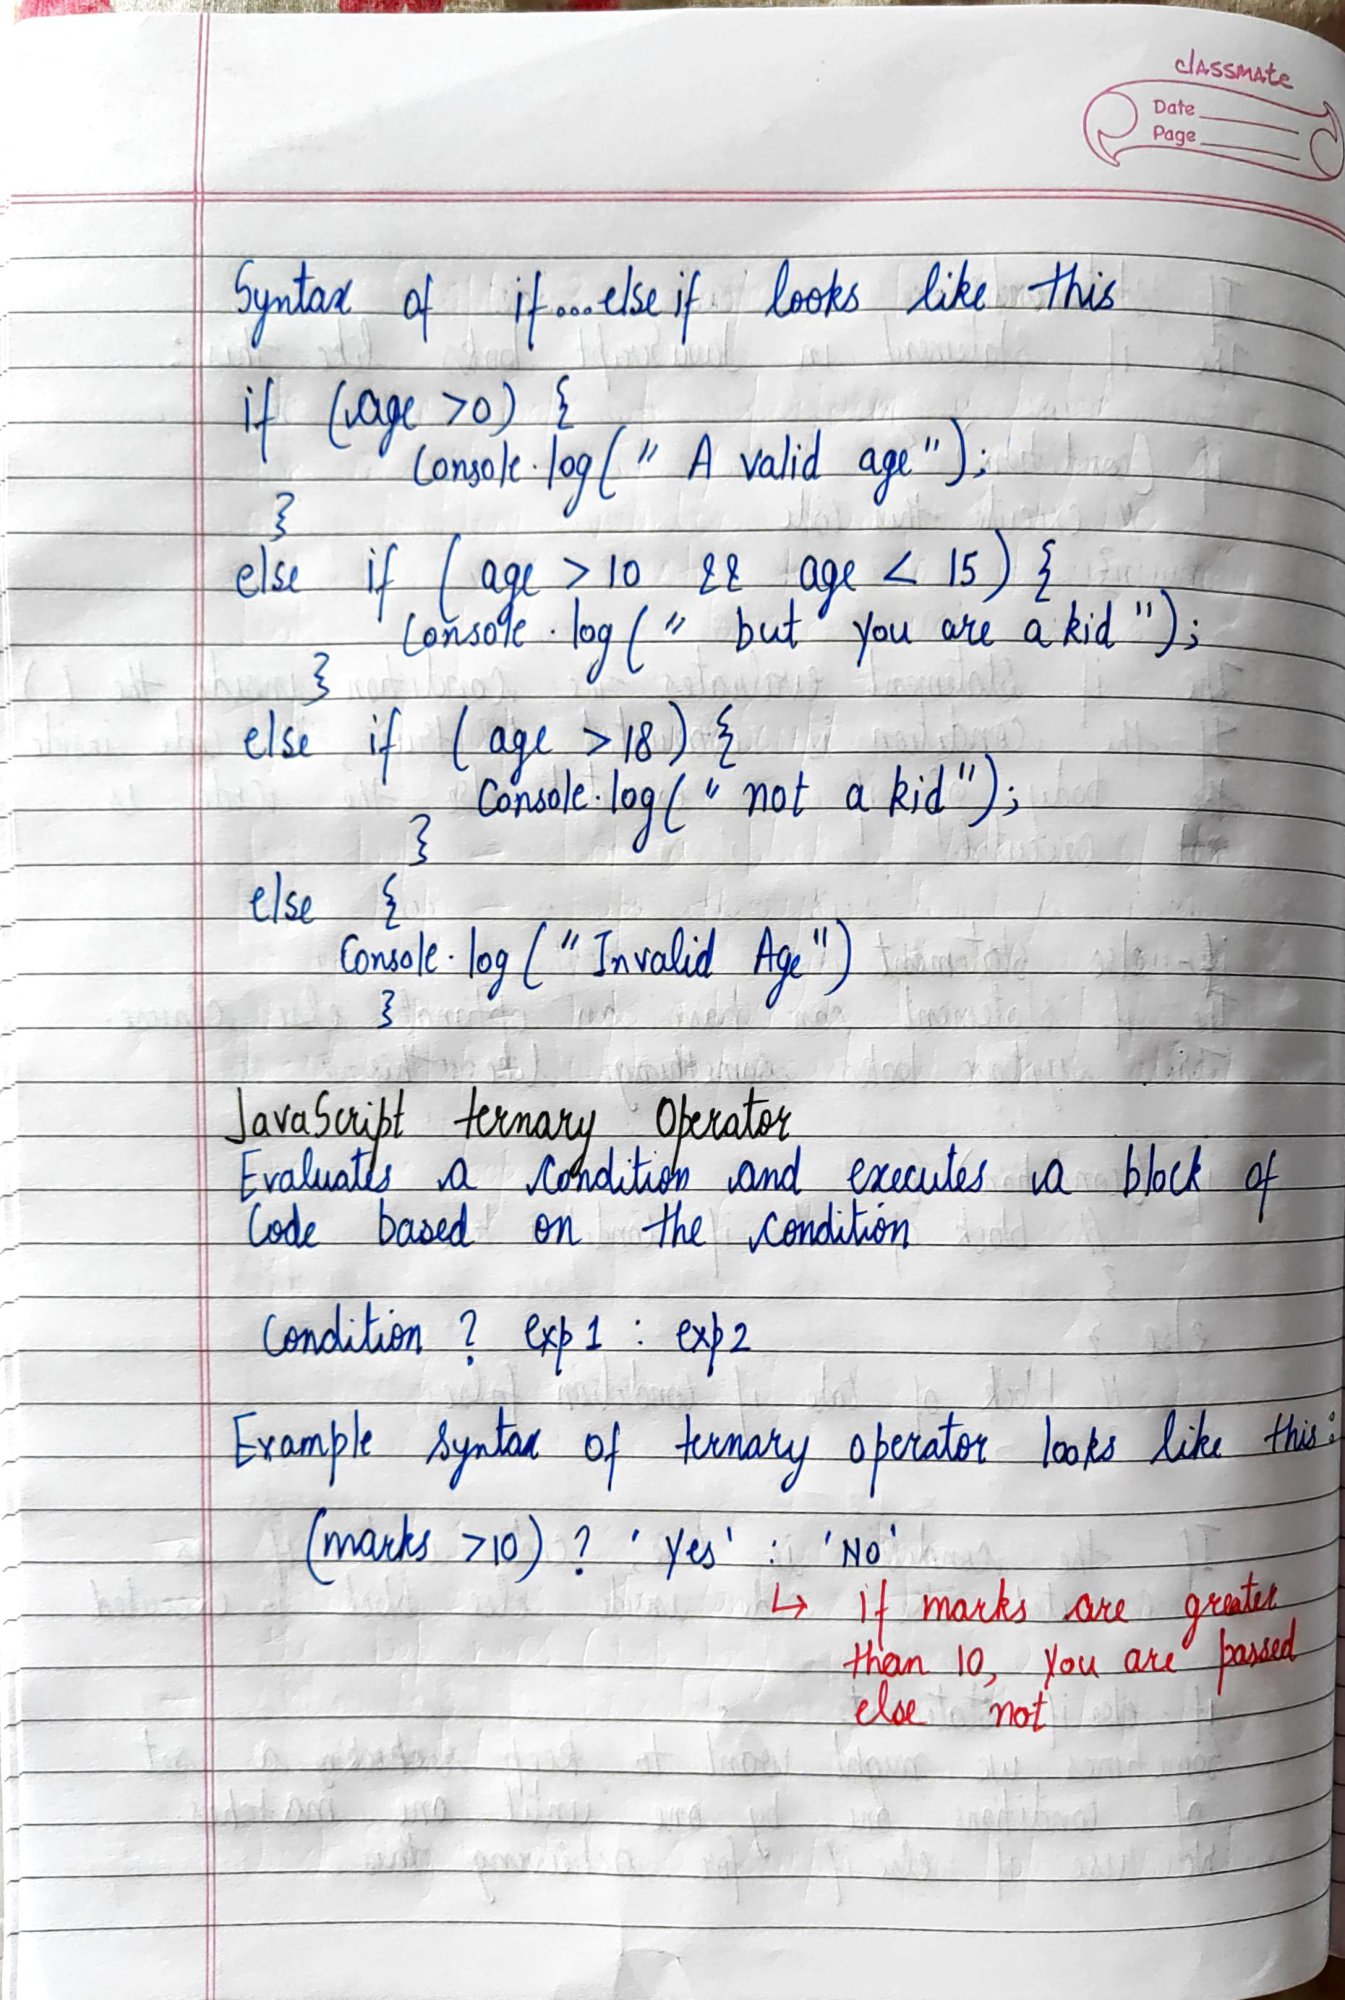 classmate
Date
Page
Syntax of if...else if looks like this
if (age >0) {
Console.log(" A valid age");
}
else if ( age > 10 && age < 15) {
Console.log(" but you are a kid");
}
else if ( age >18) {
Console.log(" not a kid");
}
else {
Console.log("Invalid Age")
}
JavaScript ternary Operator
Evaluates a condition and executes a block of
Code based on the condition
Condition ? exp1 : exp2
Example syntax of ternary operator looks like this:
(marks >10) ? 'Yes' : 'NO'
↳ if marks are greater
than 10, you are passed
else not